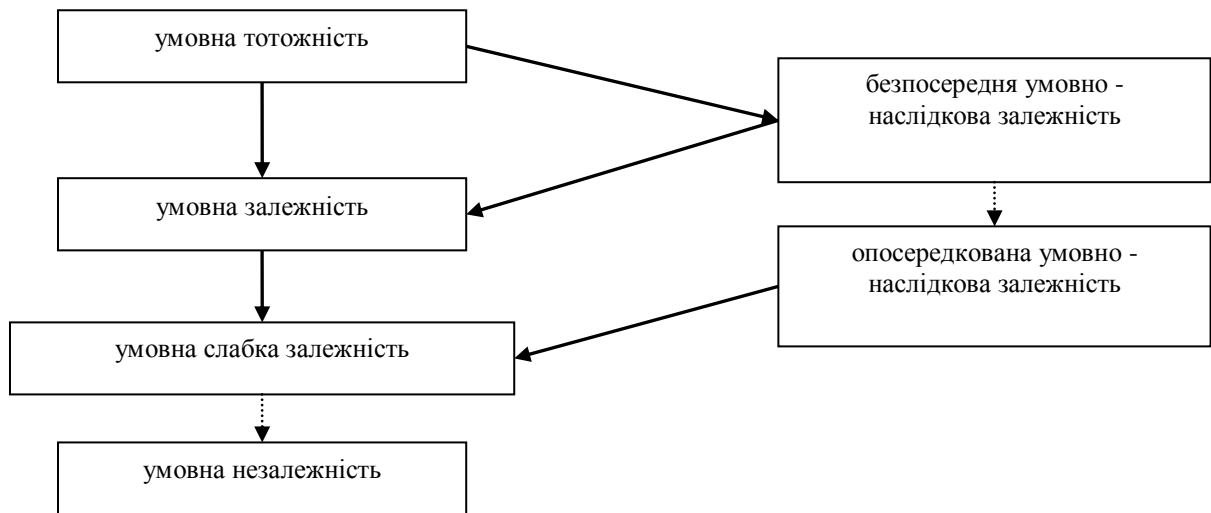 умовна тотожність
безпосередня умовно -
наслідкова залежність
умовна залежність
опосередкована умовно -
наслідкова залежність
умовна слабка залежність
умовна незалежність